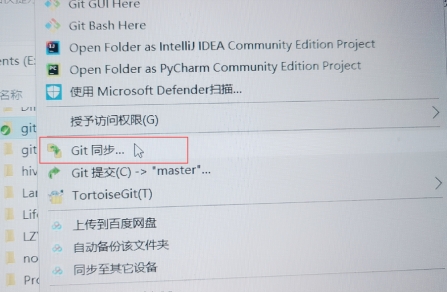 Git GUI Here
Git Bash Here
Open Folder as IntelliJ IDEA Community Edition Project
Open Folder as PyCharm Community Edition Project
使用 Microsoft Defender扫描...
授予访问权限(G)
Git 同步...
Git 提交(C) -> "master"...
TortoiseGit(T)
上传到百度网盘
自动备份该文件夹
同步至其它设备
ents (E:
名称
git
git
hiv
Lar
Life
LZ
no
Pro